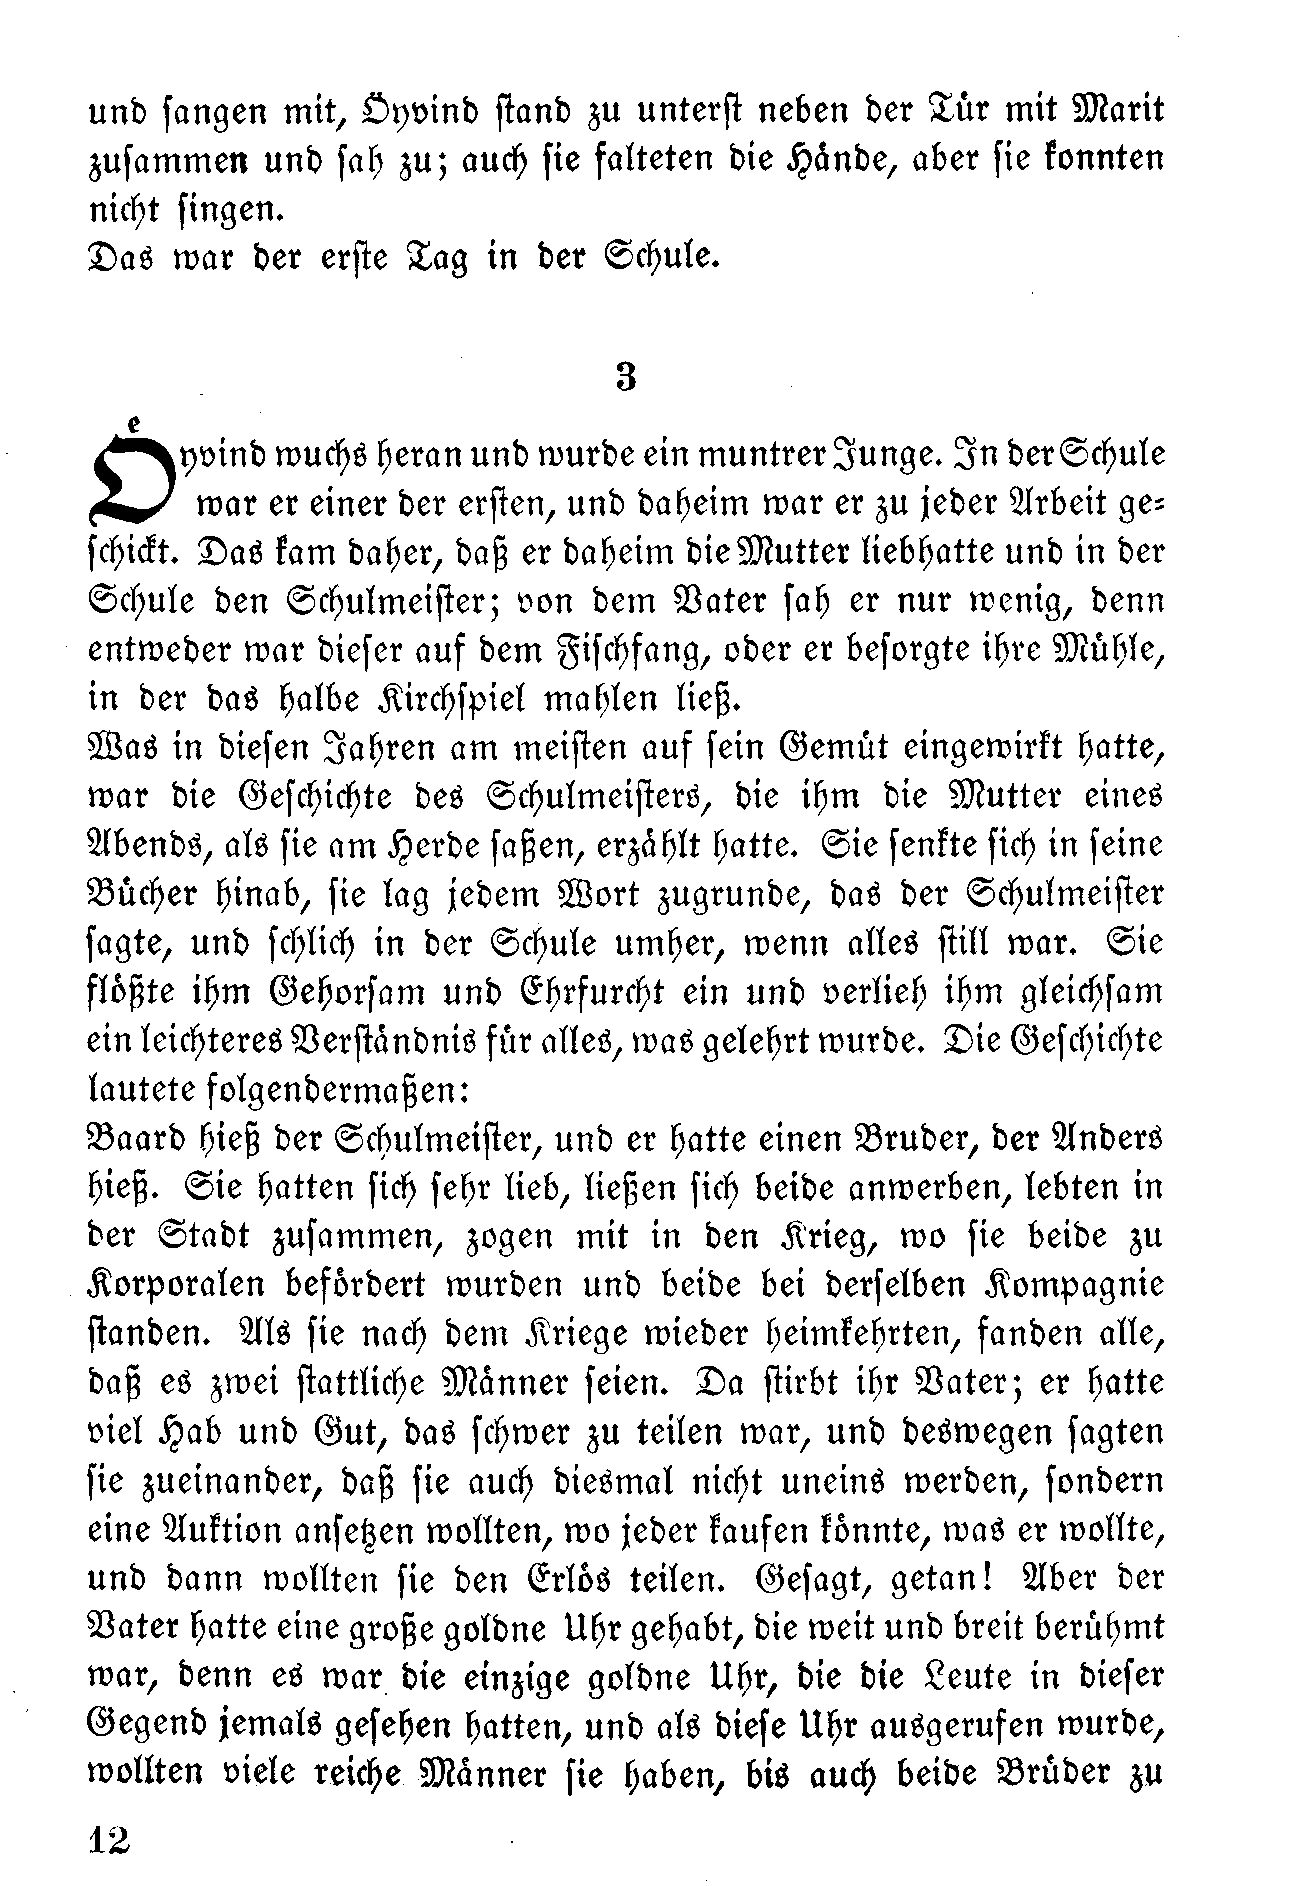 und sangen mit, Öyvind stand zu unterst neben der Tür mit Marit
zusammen und sah zu; auch sie falteten die Hände, aber sie konnten
nicht singen.
Das war der erste Tag in der Schule.
3
Öyvind wuchs heran und wurde ein muntrer Junge. In der Schule
war er einer der ersten, und daheim war er zu jeder Arbeit ge-
schickt. Das kam daher, daß er daheim die Mutter liebhatte und in der
Schule den Schulmeister; von dem Vater sah er nur wenig, denn
entweder war dieser auf dem Fischfang, oder er besorgte ihre Mühle,
in der das halbe Kirchspiel mahlen ließ.
Was in diesen Jahren am meisten auf sein Gemüt eingewirkt hatte,
war die Geschichte des Schulmeisters, die ihm die Mutter eines
Abends, als sie am Herde saßen, erzählt hatte. Sie senkte sich in seine
Bücher hinab, sie lag jedem Wort zugrunde, das der Schulmeister
sagte, und schlich in der Schule umher, wenn alles still war. Sie
flößte ihm Gehorsam und Ehrfurcht ein und verlieh ihm gleichsam
ein leichteres Verständnis für alles, was gelehrt wurde. Die Geschichte
lautete folgendermaßen:
Baard hieß der Schulmeister, und er hatte einen Bruder, der Anders
hieß. Sie hatten sich sehr lieb, ließen sich beide anwerben, lebten in
der Stadt zusammen, zogen mit in den Krieg, wo sie beide zu
Korporalen befördert wurden und beide bei derselben Kompagnie
standen. Als sie nach dem Kriege wieder heimkehrten, fanden alle,
daß es zwei stattliche Männer seien. Da stirbt ihr Vater; er hatte
viel Hab und Gut, das schwer zu teilen war, und deswegen sagten
sie zueinander, daß sie auch diesmal nicht uneins werden, sondern
eine Auktion ansetzen wollten, wo jeder kaufen könnte, was er wollte,
und dann wollten sie den Erlös teilen. Gesagt, getan! Aber der
Vater hatte eine große goldne Uhr gehabt, die weit und breit berühmt
war, denn es war die einzige goldne Uhr, die die Leute in dieser
Gegend jemals gesehen hatten, und als diese Uhr ausgerufen wurde,
wollten viele reiche Männer sie haben, bis auch beide Brüder zu
12